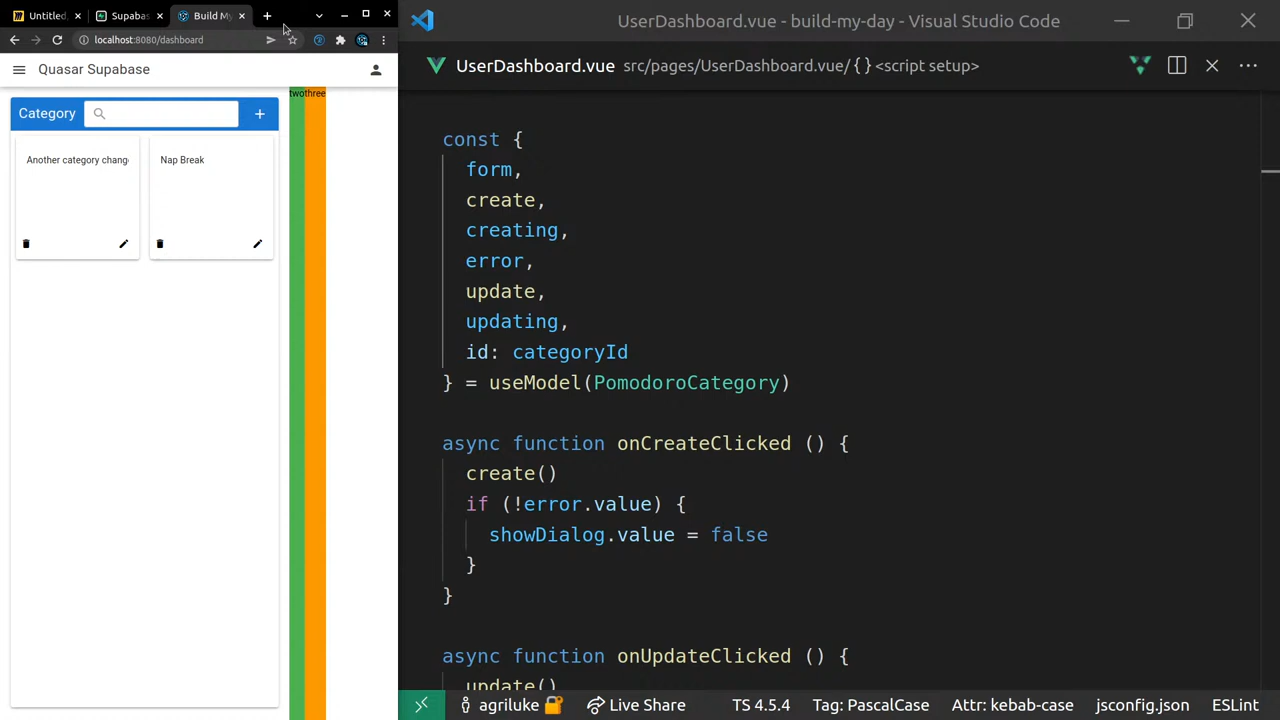 Untitled,
Supabas
Build My
localhost:8080/dashboard
Quasar Supabase
Category
twothree
Another category chang
Nap Break
UserDashboard.vue - build-my-day - Visual Studio Code
UserDashboard.vue src/pages/UserDashboard.vue/ {} <script setup>
const {
form,
create,
creating,
error,
update,
updating,
id: categoryId
} = useModel(PomodoroCategory)
async function onCreateClicked () {
create()
if (!error.value) {
showDialog.value = false
}
}
async function onUpdateClicked () {
update()
agriluke
Live Share
TS 4.5.4
Tag: PascalCase
Attr: kebab-case
jsconfig.json
ESLint